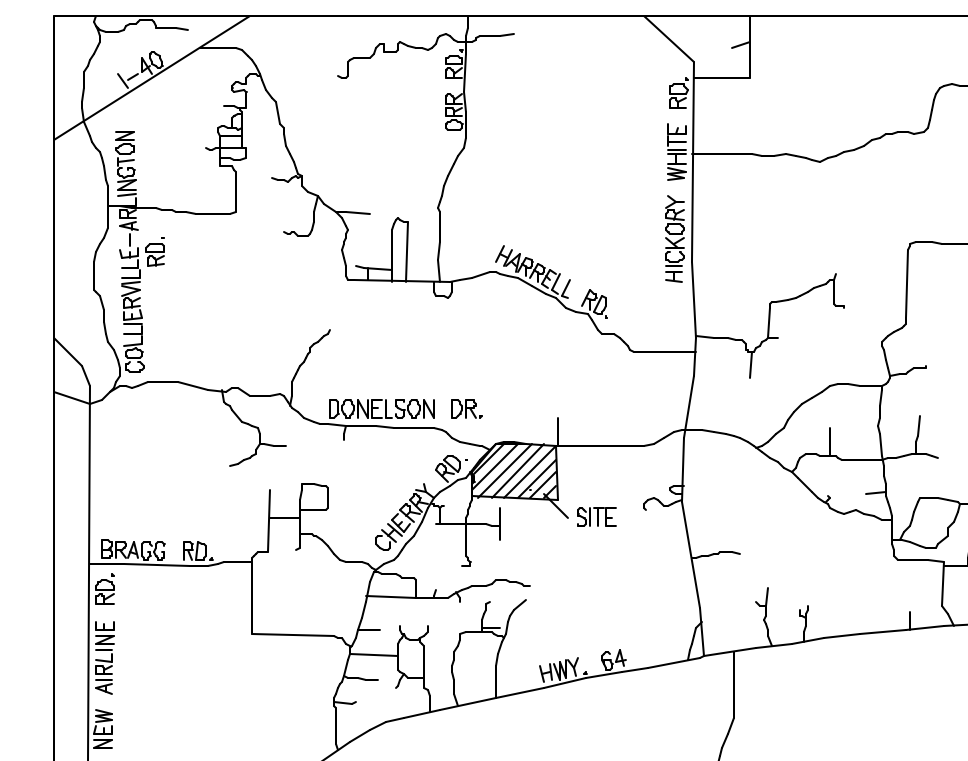 I-40
ORR RD.
HICKORY WHITE RD.
COLLIERVILLE-ARLINGTON
RD.
HARRELL RD.
DONELSON DR.
CHERRY RD.
SITE
BRAGG RD.
NEW AIRLINE RD.
HWY. 64